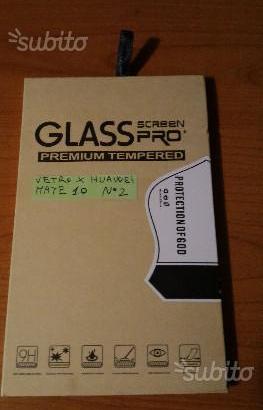 subito
GLASS SCREEN PRO+
PREMIUM TEMPERED
VETRO X HUAWEI
MATE 10 N°2
PROTECTION OF GOD
9H
subito